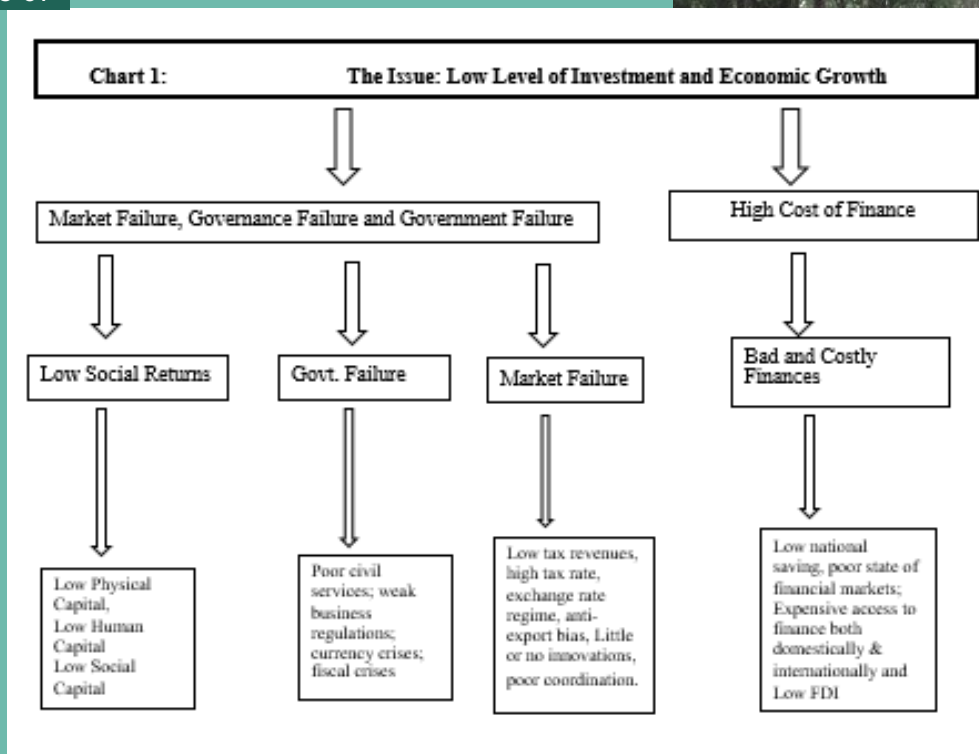 Chart 1: The Issue: Low Level of Investment and Economic Growth
Market Failure, Governance Failure and Government Failure
High Cost of Finance
Low Social Returns
Govt. Failure
Market Failure
Bad and Costly
Finances
Low Physical
Capital,
Low Human
Capital
Low Social
Capital
Poor civil
services; weak
business
regulations;
currency crises;
fiscal crises
Low tax revenues,
high tax rate,
exchange rate
regime, anti-
export bias, Little
or no innovations,
poor coordination.
Low national
saving, poor state of
financial markets;
Expensive access to
finance both
domestically &
internationally and
Low FDI